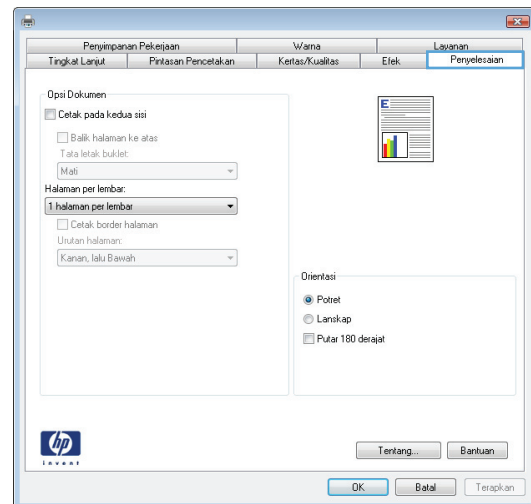 Penyimpanan Pekerjaan Warna Layanan
Tingkat Lanjut Pintasan Pencetakan Kertas/Kualitas Efek Penyelesaian
Opsi Dokumen
Cetak pada kedua sisi
Balik halaman ke atas
Tata letak buklet:
Mati
Halaman per lembar:
1 halaman per lembar
Cetak border halaman
Urutan halaman:
Kanan, lalu Bawah
E
Orientasi
Potret
Lanskap
Putar 180 derajat
hp
invent
Tentang... Bantuan
OK Batal Terapkan